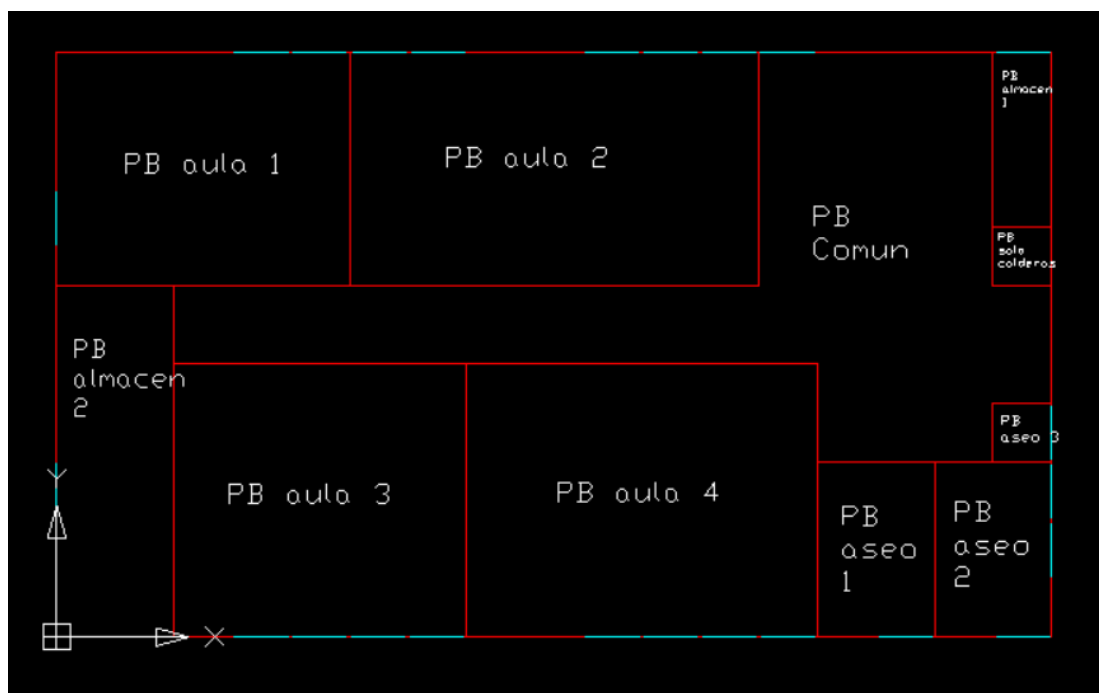 PB aula 1
PB aula 2
PB
almacen
1
PB
Comun
PB
sola
calderas
PB
almacen
2
PB aula 3
PB aula 4
PB
aseo 3
PB
aseo
1
PB
aseo
2
Y
X